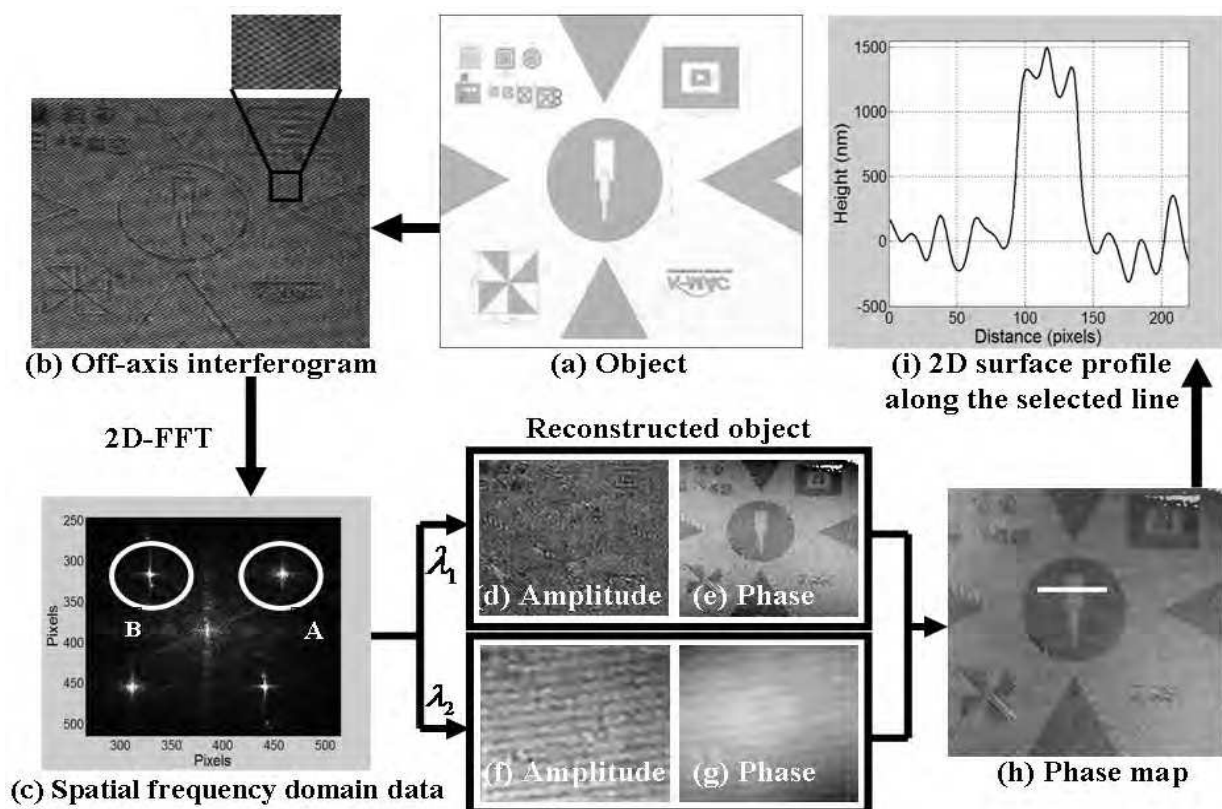 1500
1000
500
0
-500
0
50
100
150
200
Height (nm)
Distance (pixels)
(b) Off-axis interferogram
(a) Object
(i) 2D surface profile
along the selected line
2D-FFT
Reconstructed object
250
300
350
400
450
500
Pixels
B
A
300
350
400
450
500
Pixels
(c) Spatial frequency domain data
λ1
(d) Amplitude
(e) Phase
λ2
(f) Amplitude
(g) Phase
(h) Phase map